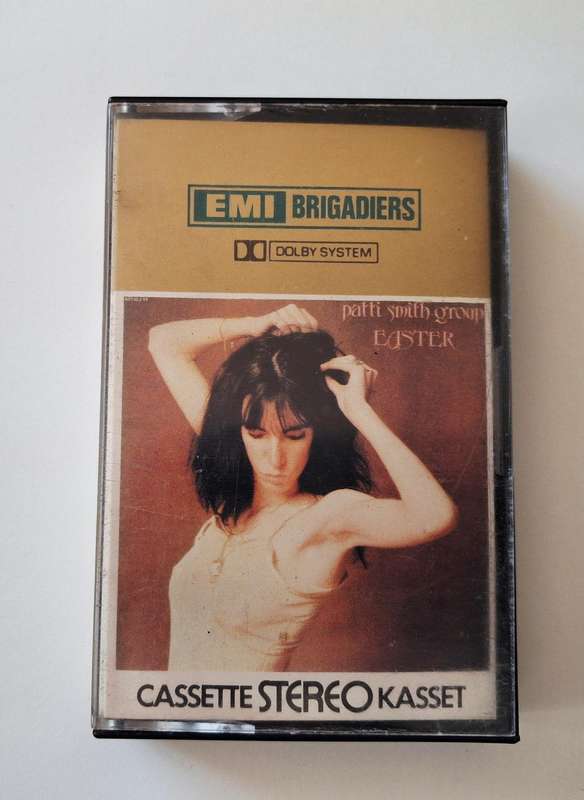 EMI BRIGADIERS
DOLBY SYSTEM
patti smith group
EASTER
CASSETTE STEREO KASSET